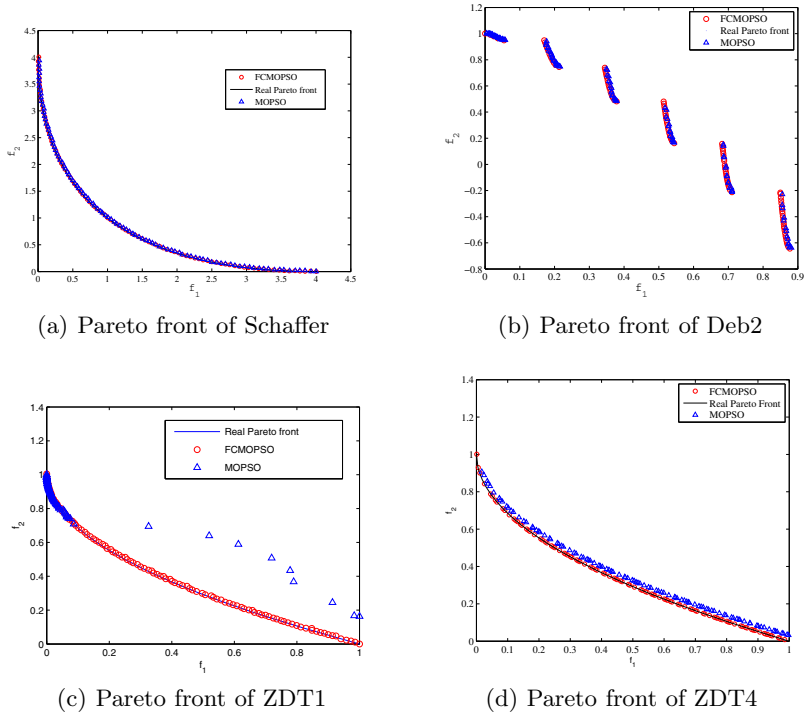 4.5
4
3.5
3
2.5
2
1.5
1
0.5
0
f₂
FCMOPSO
Real Pareto front
MOPSO
0 0.5 1 1.5 2 2.5 3 3.5 4 4.5
f₁
(a) Pareto front of Schaffer
1.2
1
0.8
0.6
0.4
0.2
0
−0.2
−0.4
−0.6
−0.8
f₂
FCMOPSO
Real Pareto front
MOPSO
0 0.1 0.2 0.3 0.4 0.5 0.6 0.7 0.8 0.9
f₁
(b) Pareto front of Deb2
1.4
1.2
1
0.8
0.6
0.4
0.2
0
f₂
Real Pareto front
FCMOPSO
MOPSO
0 0.2 0.4 0.6 0.8 1
f₁
(c) Pareto front of ZDT1
1.4
1.2
1
0.8
0.6
0.4
0.2
0
f₂
FCMOPSO
Real Pareto Front
MOPSO
0 0.1 0.2 0.3 0.4 0.5 0.6 0.7 0.8 0.9 1
f₁
(d) Pareto front of ZDT4